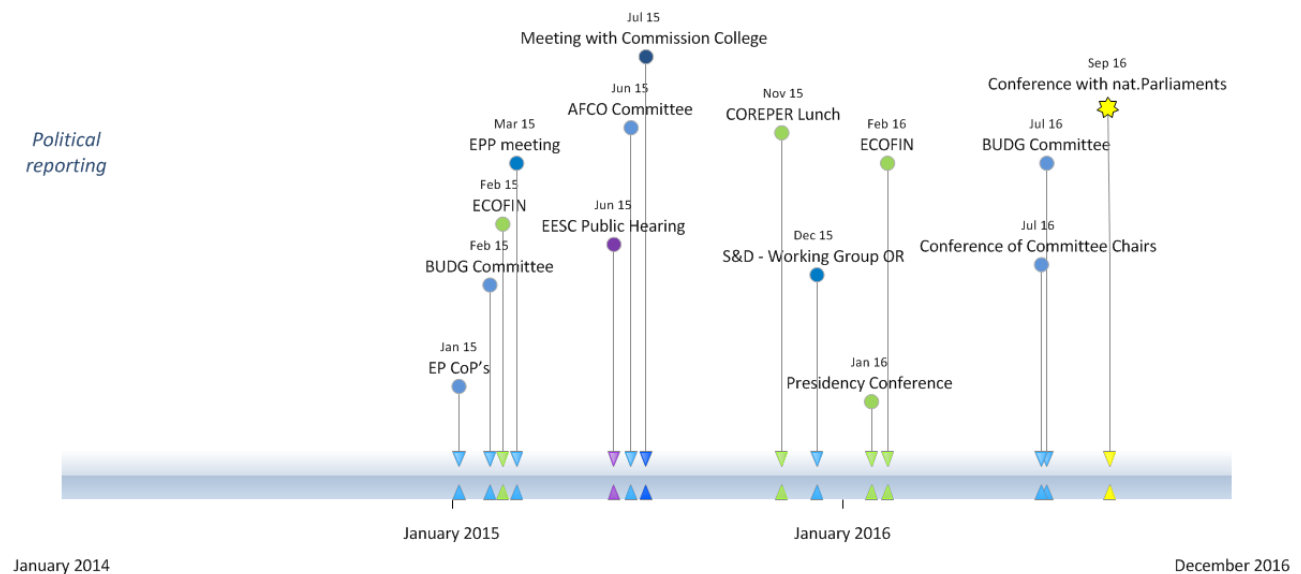 Political
reporting
Jan 15
EP CoP's
Feb 15
BUDG Committee
Feb 15
ECOFIN
Mar 15
EPP meeting
Jun 15
EESC Public Hearing
Jun 15
AFCO Committee
Jul 15
Meeting with Commission College
Nov 15
COREPER Lunch
Dec 15
S&D - Working Group OR
Jan 16
Presidency Conference
Feb 16
ECOFIN
Jul 16
Conference of Committee Chairs
Jul 16
BUDG Committee
Sep 16
Conference with nat.Parliaments
January 2015
January 2016
January 2014
December 2016